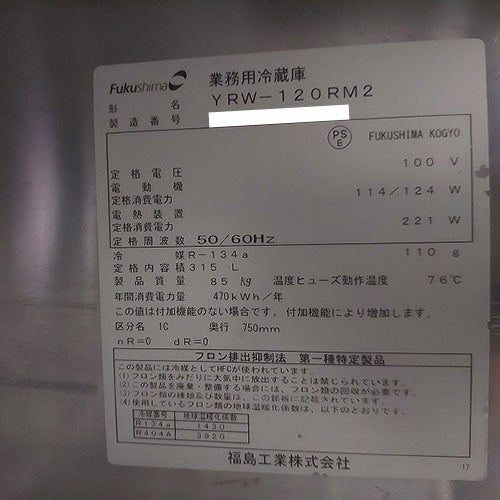 Fukushima 業務用冷蔵庫
形名 YRW-120RM2
製造番号
PSE FUKUSHIMA KOGYO
定格電圧 100 V
電動機
定格消費電力 114/124 W
電熱装置
定格消費電力 221 W
定格周波数 50/60Hz
冷媒R-134a 110 g
定格内容積315 L
製品質量 85 kg 温度ヒューズ動作温度 76℃
年間消費電力量 470kWh/年
この値は付加機能のない場合です。付加機能により増加します。
区分名 1C 奥行 750mm
nR=0 dR=0
フロン排出抑制法 第一種特定製品
この製品には冷媒としてHFCが使われています。
(1)フロン類をみだりに大気中に放出することは禁じられています。
(2)この製品を廃棄・整備する場合には、フロン類の回収が必要です。
(3)フロン類の種類及び数量は、この銘板に記載されています。
(4)使用しているフロン類の地球温暖化係数は、以下のとおりです。
冷媒番号 地球温暖化係数
R134a 1430
R404A 3920
福島工業株式会社
17